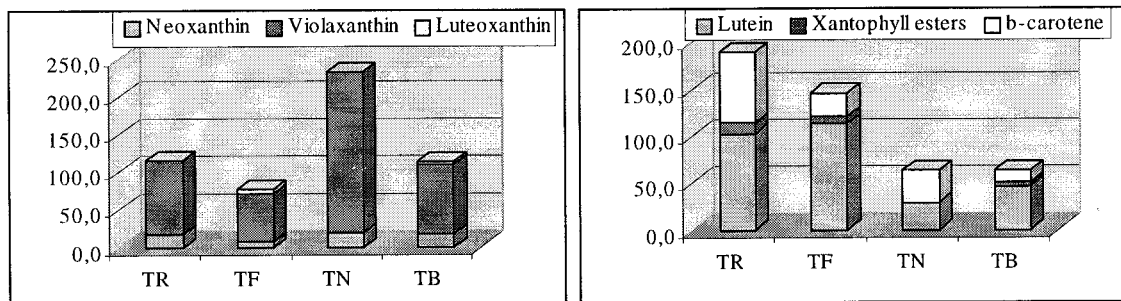 Neoxanthin Violaxanthin Luteoxanthin
250,0
200,0
150,0
100,0
50,0
0,0
TR TF TN TB
Lutein Xantophyll esters b-carotene
200,0
150,0
100,0
50,0
0,0
TR TF TN TB